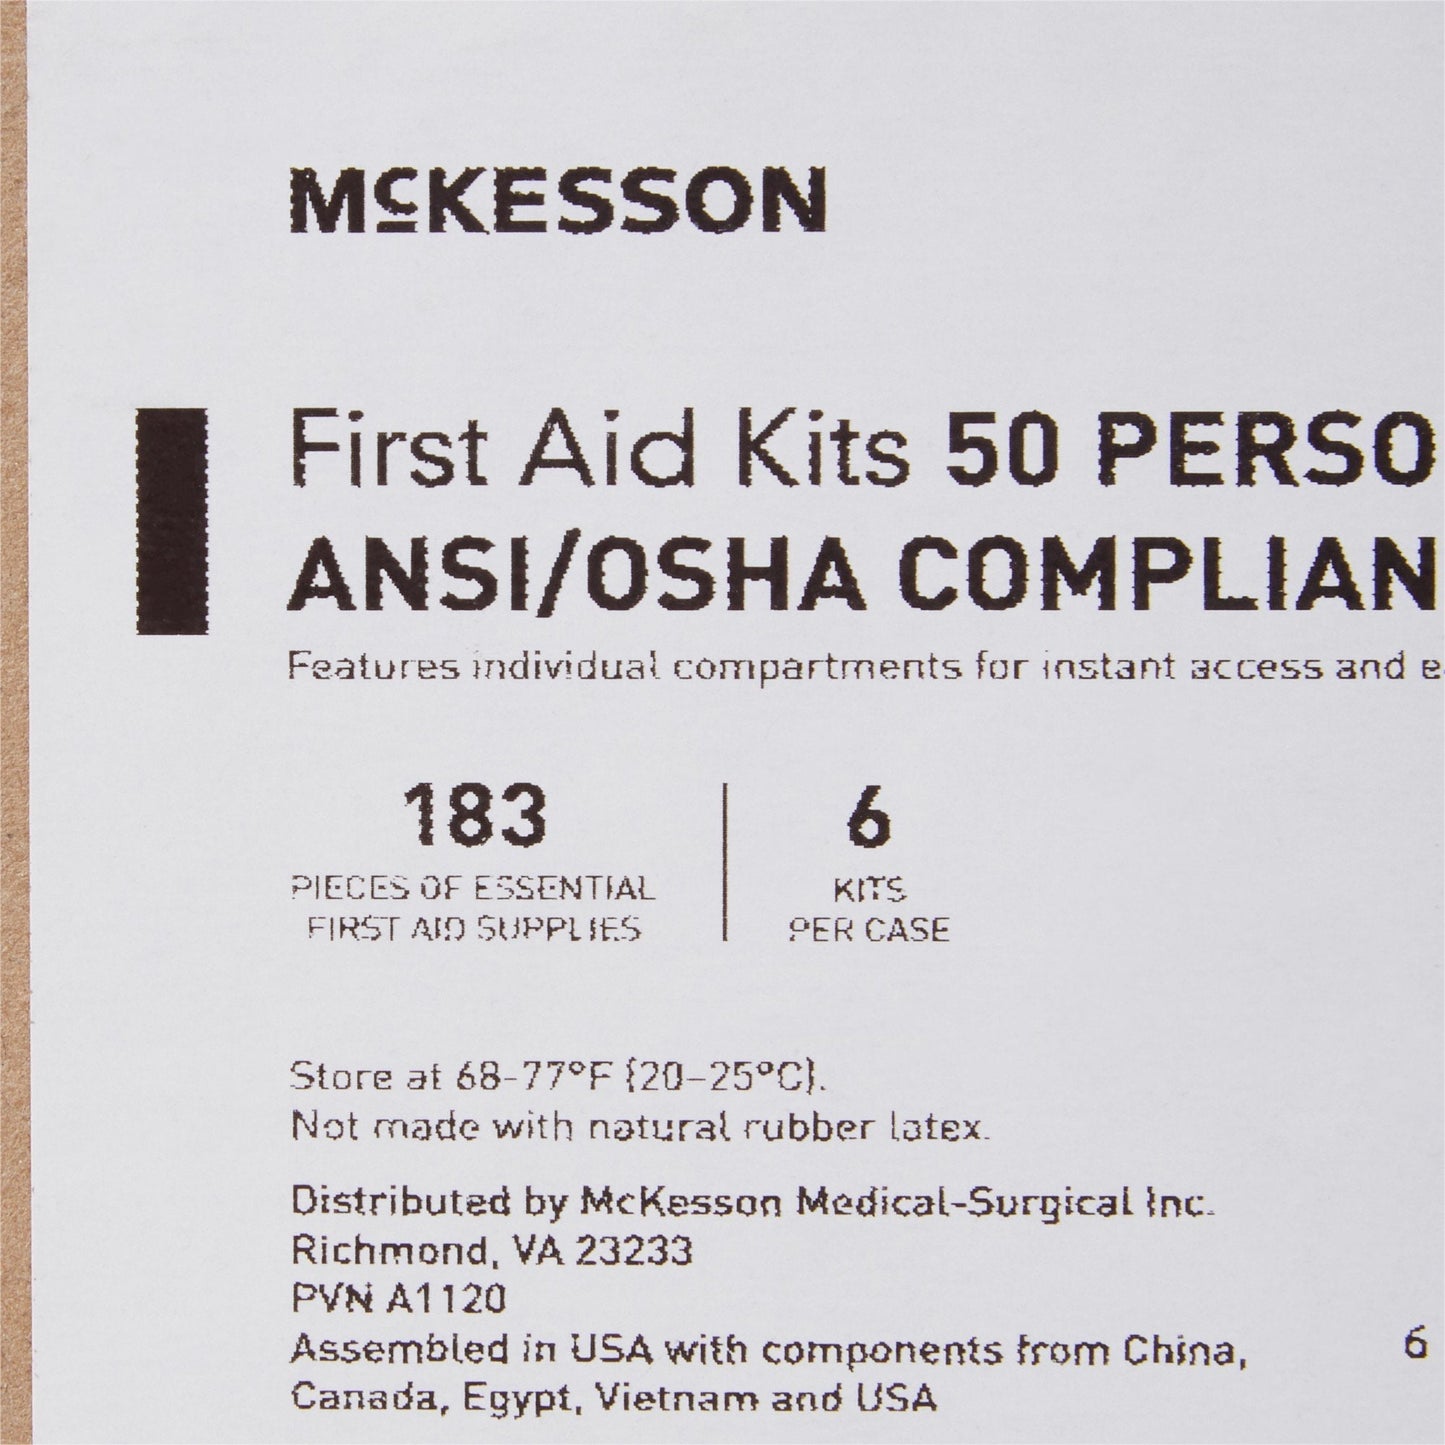 McKESSON
First Aid Kits 50 PERSO
ANSI/OSHA COMPLIAN
Features individual compartments for instant access and e
183
PIECES OF ESSENTIAL
FIRST AID SUPPLIES
6
KITS
PER CASE
Store at 68-77°F (20–25°C).
Not made with natural rubber latex.
Distributed by McKesson Medical-Surgical Inc.
Richmond, VA 23233
PVN A1120
Assembled in USA with components from China,
Canada, Egypt, Vietnam and USA
6